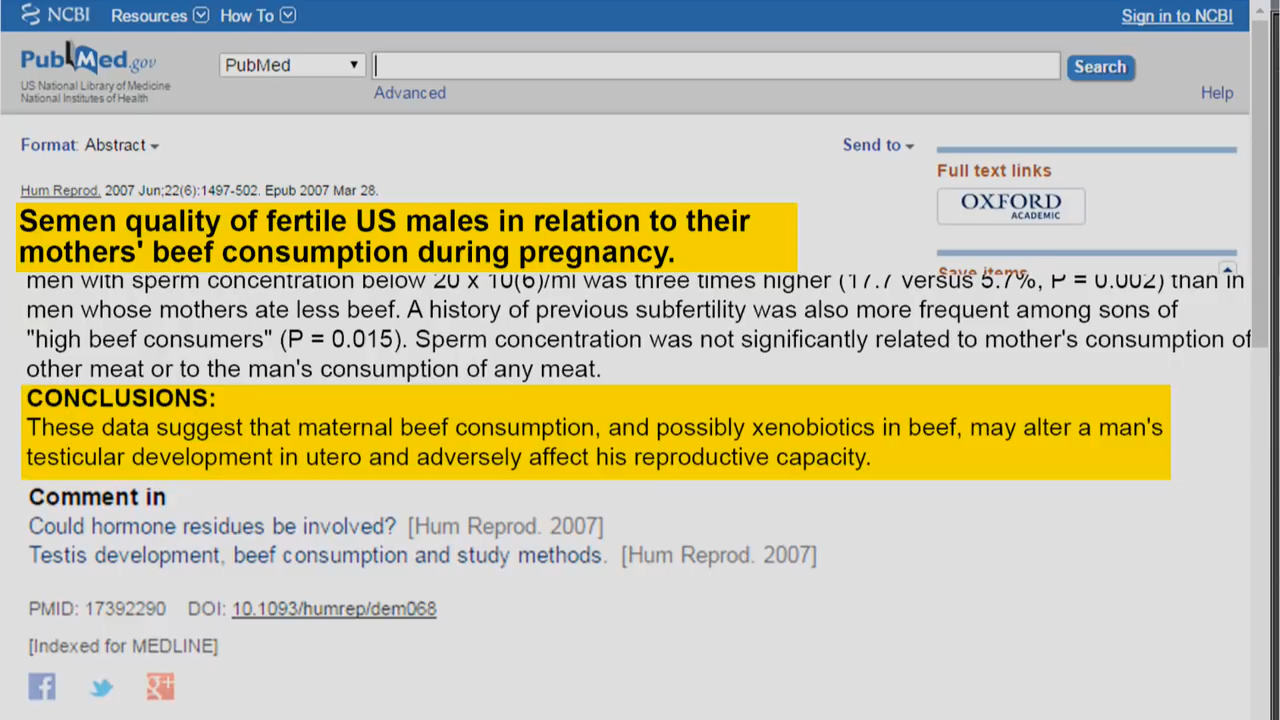 NCBI Resources How To Sign in to NCBI
PubMed.gov
US National Library of Medicine
National Institutes of Health
PubMed
Search
Advanced
Help
Format: Abstract
Send to
Full text links
OXFORD
ACADEMIC
Hum Reprod. 2007 Jun;22(6):1497-502. Epub 2007 Mar 28.
Semen quality of fertile US males in relation to their
mothers' beef consumption during pregnancy.
Save items
men with sperm concentration below 20 x 10(6)/ml was three times higher (17.7 versus 5.7%, P = 0.002) than in
men whose mothers ate less beef. A history of previous subfertility was also more frequent among sons of
"high beef consumers" (P = 0.015). Sperm concentration was not significantly related to mother's consumption of
other meat or to the man's consumption of any meat.
CONCLUSIONS:
These data suggest that maternal beef consumption, and possibly xenobiotics in beef, may alter a man's
testicular development in utero and adversely affect his reproductive capacity.
Comment in
Could hormone residues be involved? [Hum Reprod. 2007]
Testis development, beef consumption and study methods. [Hum Reprod. 2007]
PMID: 17392290 DOI: 10.1093/humrep/dem068
[Indexed for MEDLINE]